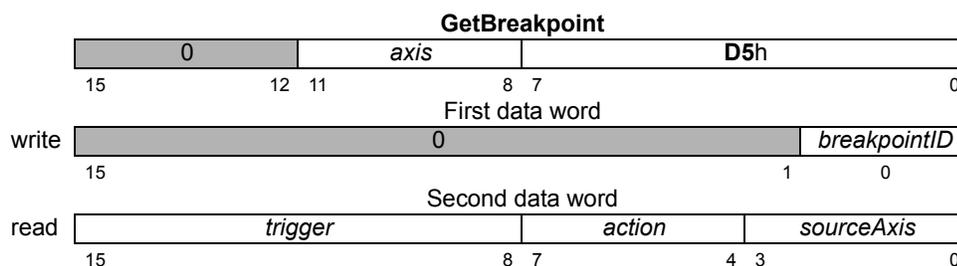 GetBreakpoint
0 axis D5h
15 12 11 8 7 0
First data word
write 0 breakpointID
15 1 0
Second data word
read trigger action sourceAxis
15 8 7 4 3 0